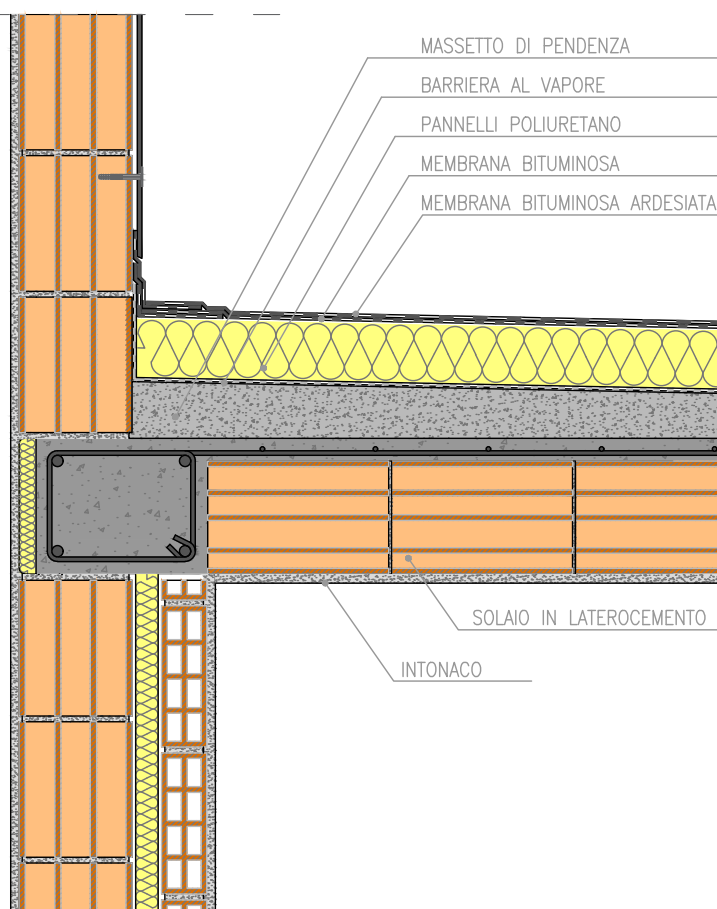 MASSETTO DI PENDENZA
BARRIERA AL VAPORE
PANNELLI POLIURETANO
MEMBRANA BITUMINOSA
MEMBRANA BITUMINOSA ARDESIATA
SOLAIO IN LATEROCEMENTO
INTONACO